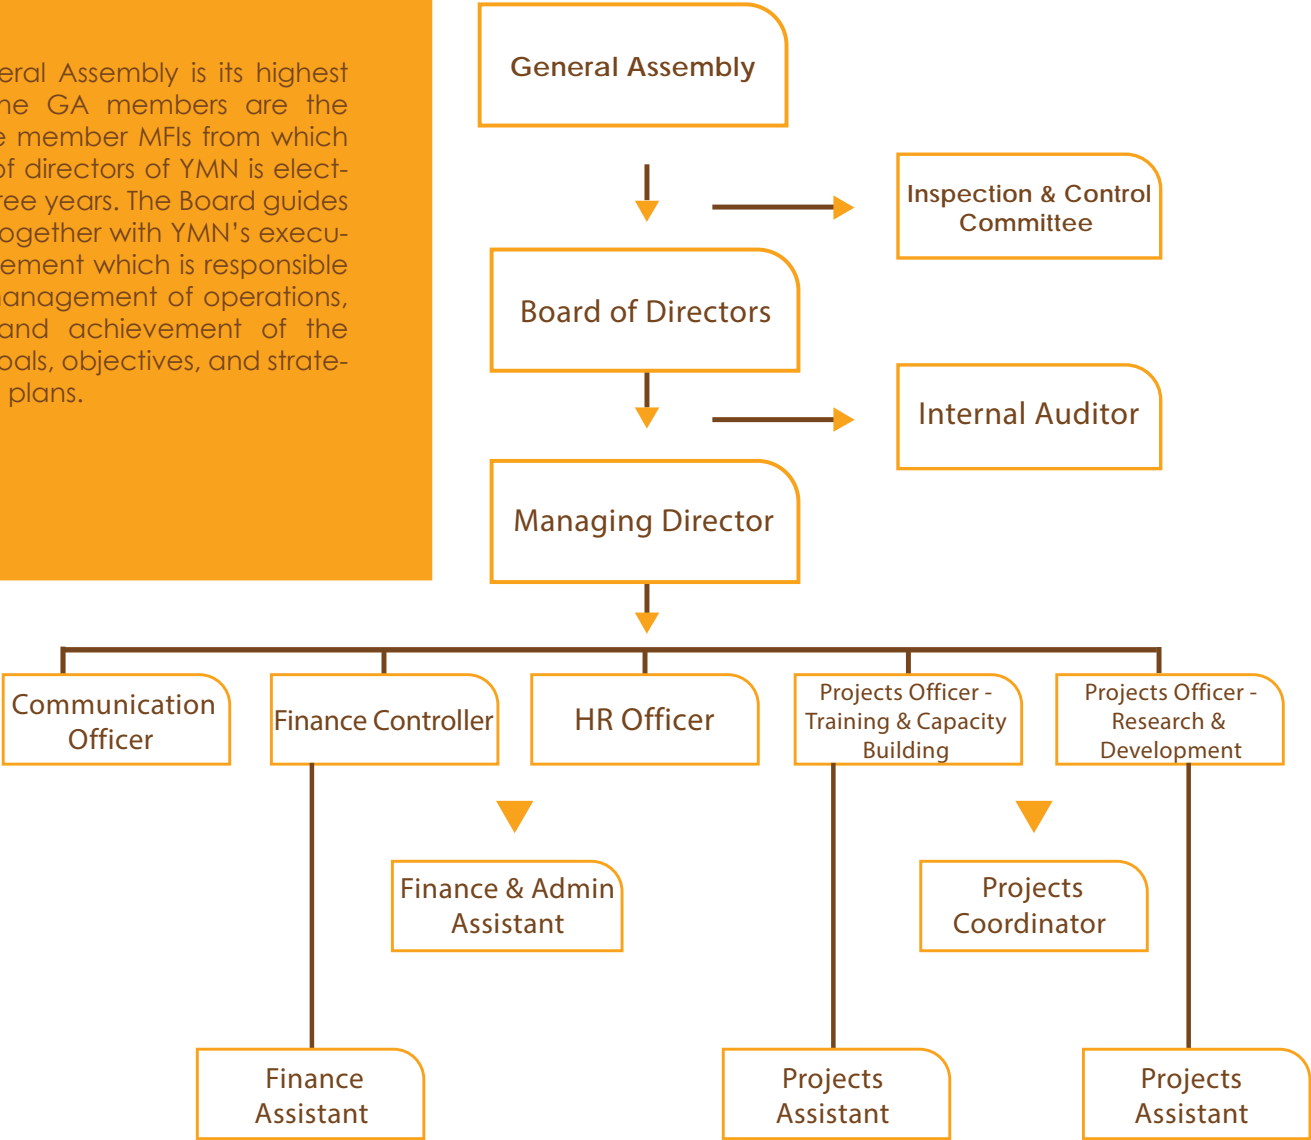 eral Assembly is its highest
he GA members are the
e member MFIs from which
of directors of YMN is elect-
ree years. The Board guides
together with YMN’s execu-
ement which is responsible
management of operations,
and achievement of the
oals, objectives, and strate-
plans.
General Assembly
Inspection & Control
Committee
Board of Directors
Internal Auditor
Managing Director
Communication
Officer
Finance Controller
HR Officer
Projects Officer -
Training & Capacity
Building
Projects Officer -
Research &
Development
Finance & Admin
Assistant
Projects
Coordinator
Finance
Assistant
Projects
Assistant
Projects
Assistant